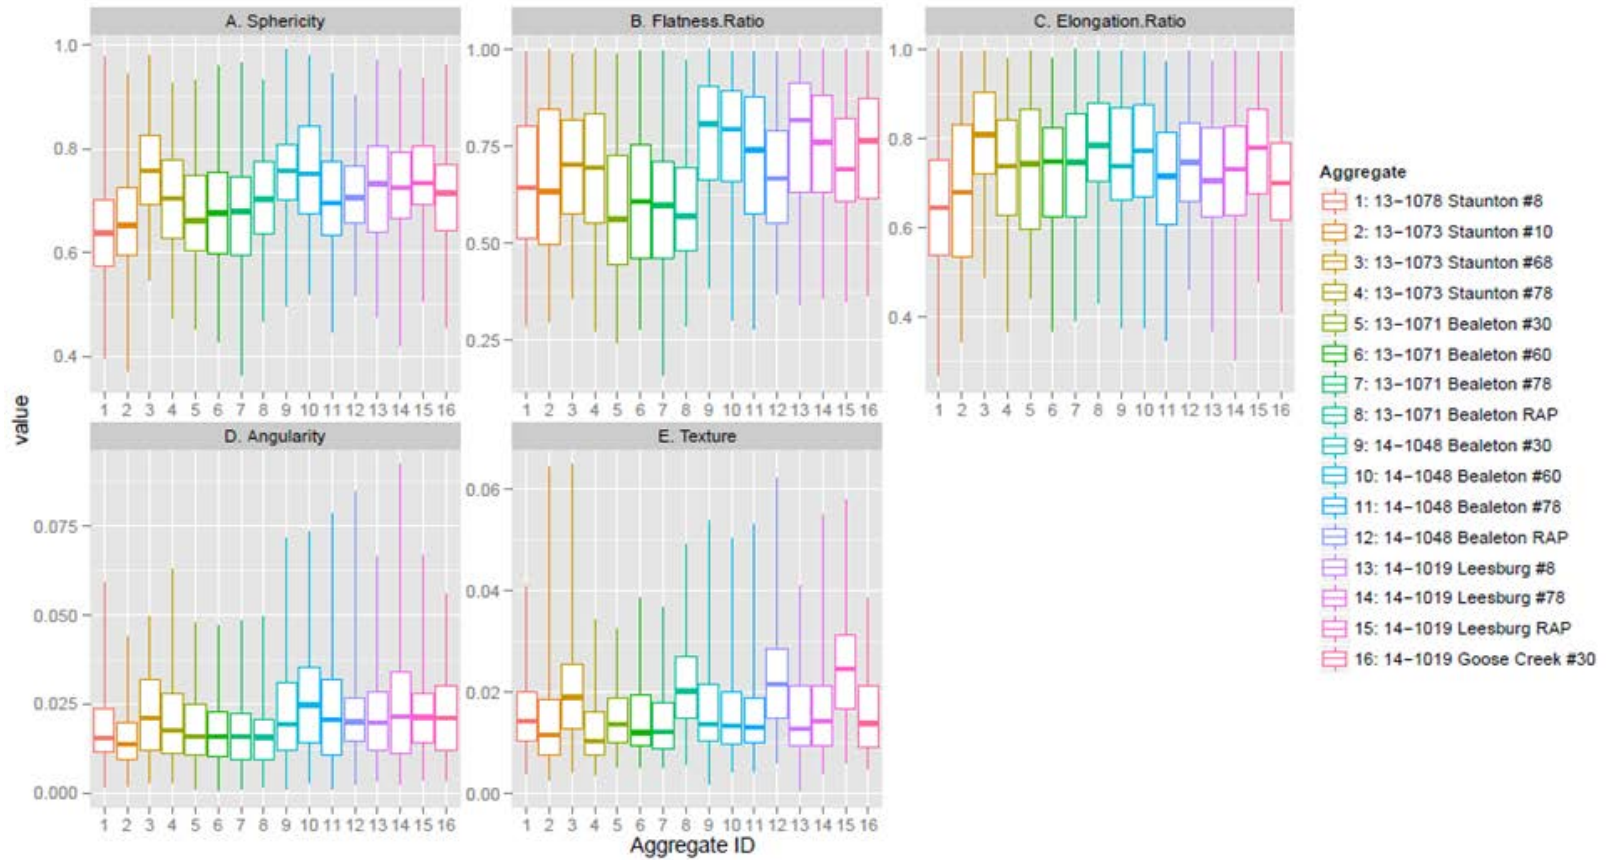 A. Sphericity
B. Flatness.Ratio
C. Elongation.Ratio
1.0
0.8
0.6
0.4
1.00
0.75
0.50
0.25
1.0
0.8
0.6
0.4
1 2 3 4 5 6 7 8 9 10 11 12 13 14 15 16
1 2 3 4 5 6 7 8 9 10 11 12 13 14 15 16
1 2 3 4 5 6 7 8 9 10 11 12 13 14 15 16
value
D. Angularity
E. Texture
0.075
0.050
0.025
0.000
0.06
0.04
0.02
0.00
1 2 3 4 5 6 7 8 9 10 11 12 13 14 15 16
1 2 3 4 5 6 7 8 9 10 11 12 13 14 15 16
Aggregate ID
Aggregate
1: 13-1078 Staunton #8
2: 13-1073 Staunton #10
3: 13-1073 Staunton #68
4: 13-1073 Staunton #78
5: 13-1071 Bealeton #30
6: 13-1071 Bealeton #60
7: 13-1071 Bealeton #78
8: 13-1071 Bealeton RAP
9: 14-1048 Bealeton #30
10: 14-1048 Bealeton #60
11: 14-1048 Bealeton #78
12: 14-1048 Bealeton RAP
13: 14-1019 Leesburg #8
14: 14-1019 Leesburg #78
15: 14-1019 Leesburg RAP
16: 14-1019 Goose Creek #30